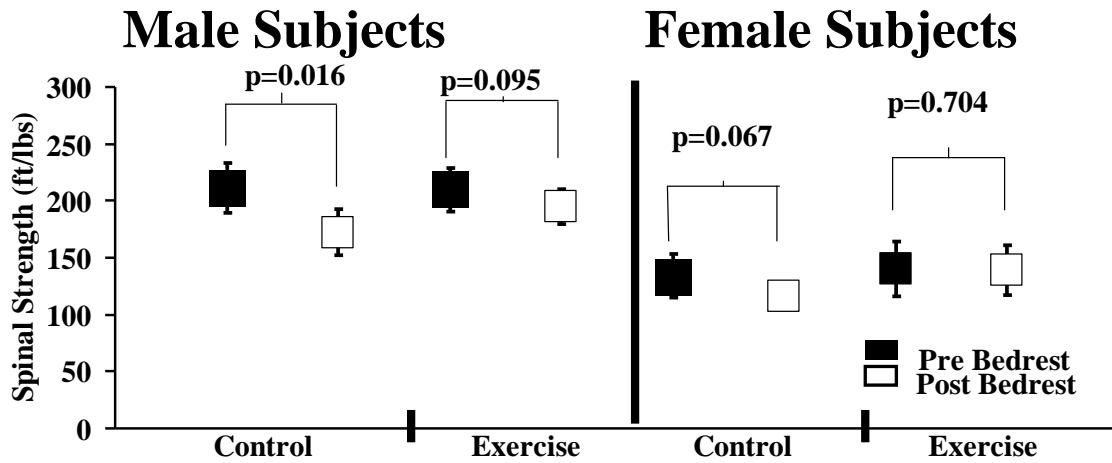 Male Subjects
Female Subjects
p=0.016
p=0.095
p=0.067
p=0.704
Spinal Strength (ft/lbs)
300
250
200
150
100
50
0
Pre Bedrest
Post Bedrest
Control
Exercise
Control
Exercise